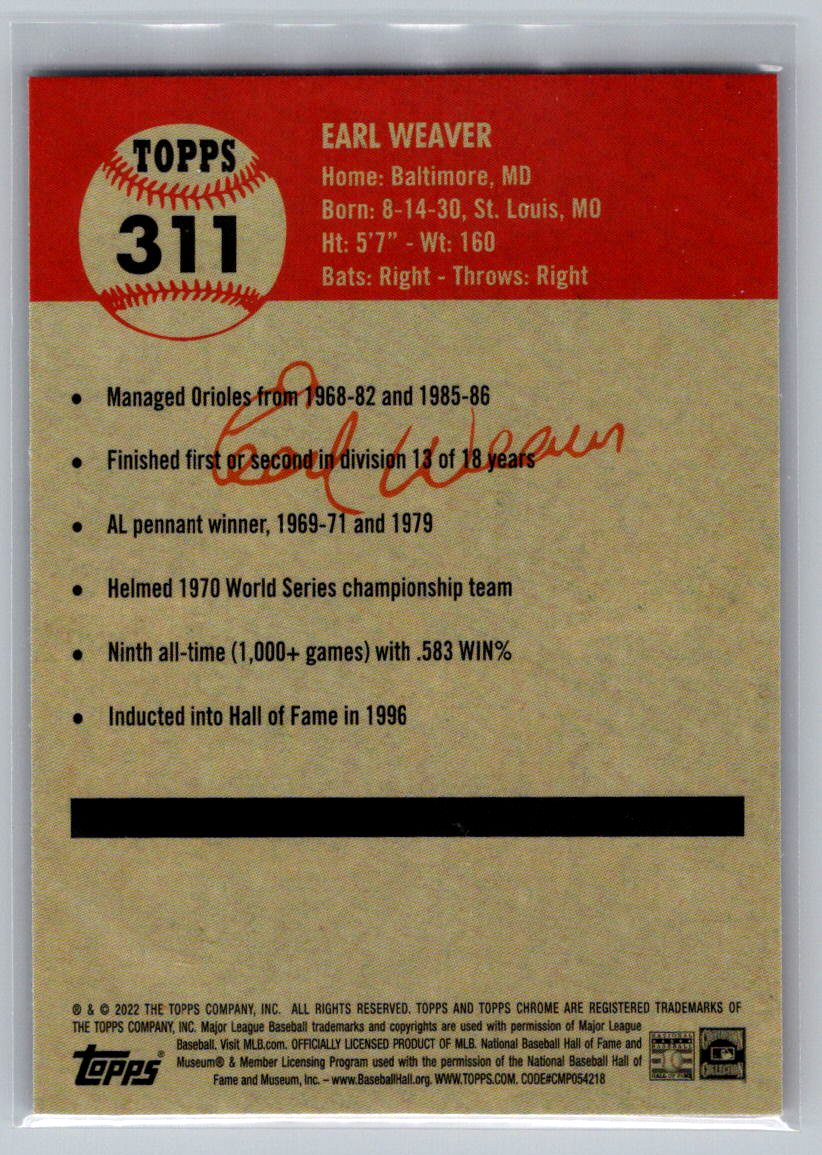 TOPPS
311
EARL WEAVER
Home: Baltimore, MD
Born: 8-14-30, St. Louis, MO
Ht: 5'7" - Wt: 160
Bats: Right - Throws: Right
• Managed Orioles from 1968-82 and 1985-86
Earl Weaver
• Finished first or second in division 13 of 18 years
• AL pennant winner, 1969-71 and 1979
• Helmed 1970 World Series championship team
• Ninth all-time (1,000+ games) with .583 WIN%
• Inducted into Hall of Fame in 1996
® & © 2022 THE TOPPS COMPANY, INC. ALL RIGHTS RESERVED. TOPPS AND TOPPS CHROME ARE REGISTERED TRADEMARKS OF
THE TOPPS COMPANY, INC. Major League Baseball trademarks and copyrights are used with permission of Major League
Baseball. Visit MLB.com. OFFICIALLY LICENSED PRODUCT OF MLB. National Baseball Hall of Fame and
Museum® & Member Licensing Program used with the permission of the National Baseball Hall of
Fame and Museum, Inc. – www.BaseballHall.org. WWW.TOPPS.COM. CODE#CMP054218
Topps®
NATIONAL
BASEBALL
HALL OF FAME
COOPERSTOWN
COLLECTION